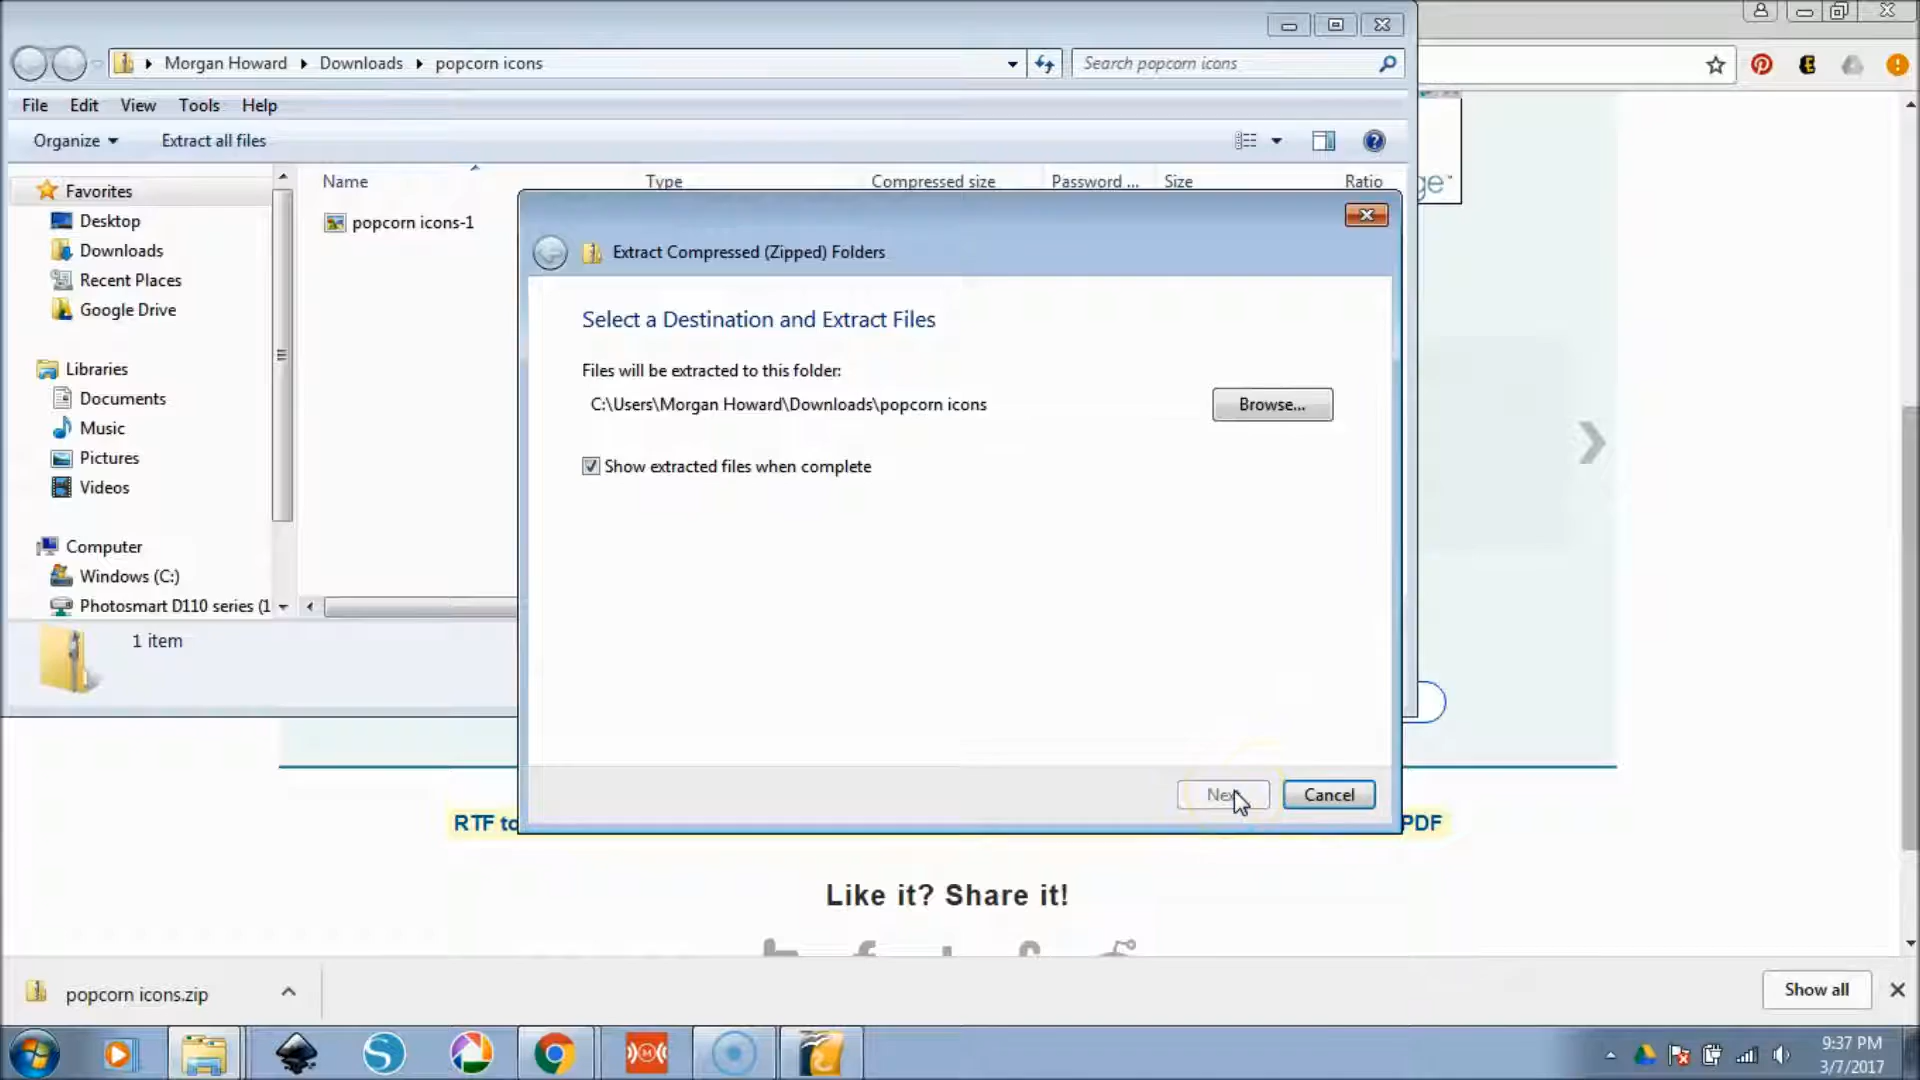 Morgan Howard Downloads popcorn icons
Search popcorn icons
File Edit View Tools Help
Organize Extract all files
Name Type Compressed size Password ... Size Ratio
popcorn icons-1
Favorites
Desktop
Downloads
Recent Places
Google Drive
Libraries
Documents
Music
Pictures
Videos
Computer
Windows (C:)
Photosmart D110 series (1
1 item
Extract Compressed (Zipped) Folders
Select a Destination and Extract Files
Files will be extracted to this folder:
C:\Users\Morgan Howard\Downloads\popcorn icons
Browse...
Show extracted files when complete
Cancel
ge™
RTF to
PDF
Like it? Share it!
popcorn icons.zip
Show all
9:37 PM
3/7/2017